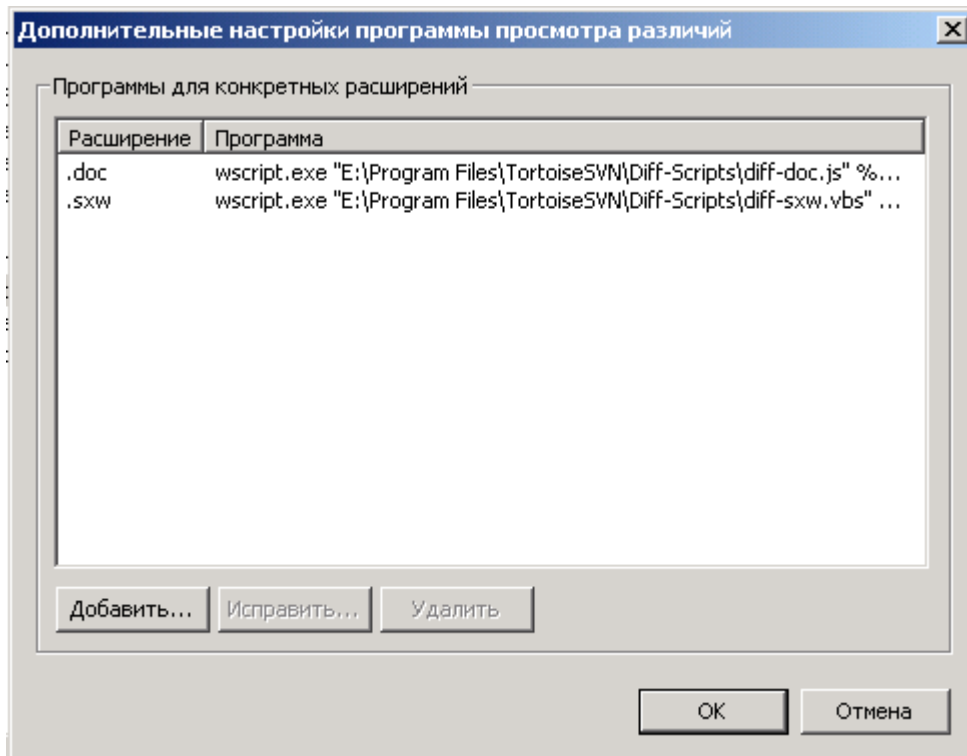 Дополнительные настройки программы просмотра различий
Программы для конкретных расширений
Расширение Программа
.doc wscript.exe "E:\Program Files\TortoiseSVN\Diff-Scripts\diff-doc.js" %...
.sxw wscript.exe "E:\Program Files\TortoiseSVN\Diff-Scripts\diff-sxw.vbs" ...
Добавить... Исправить... Удалить
OK Отмена